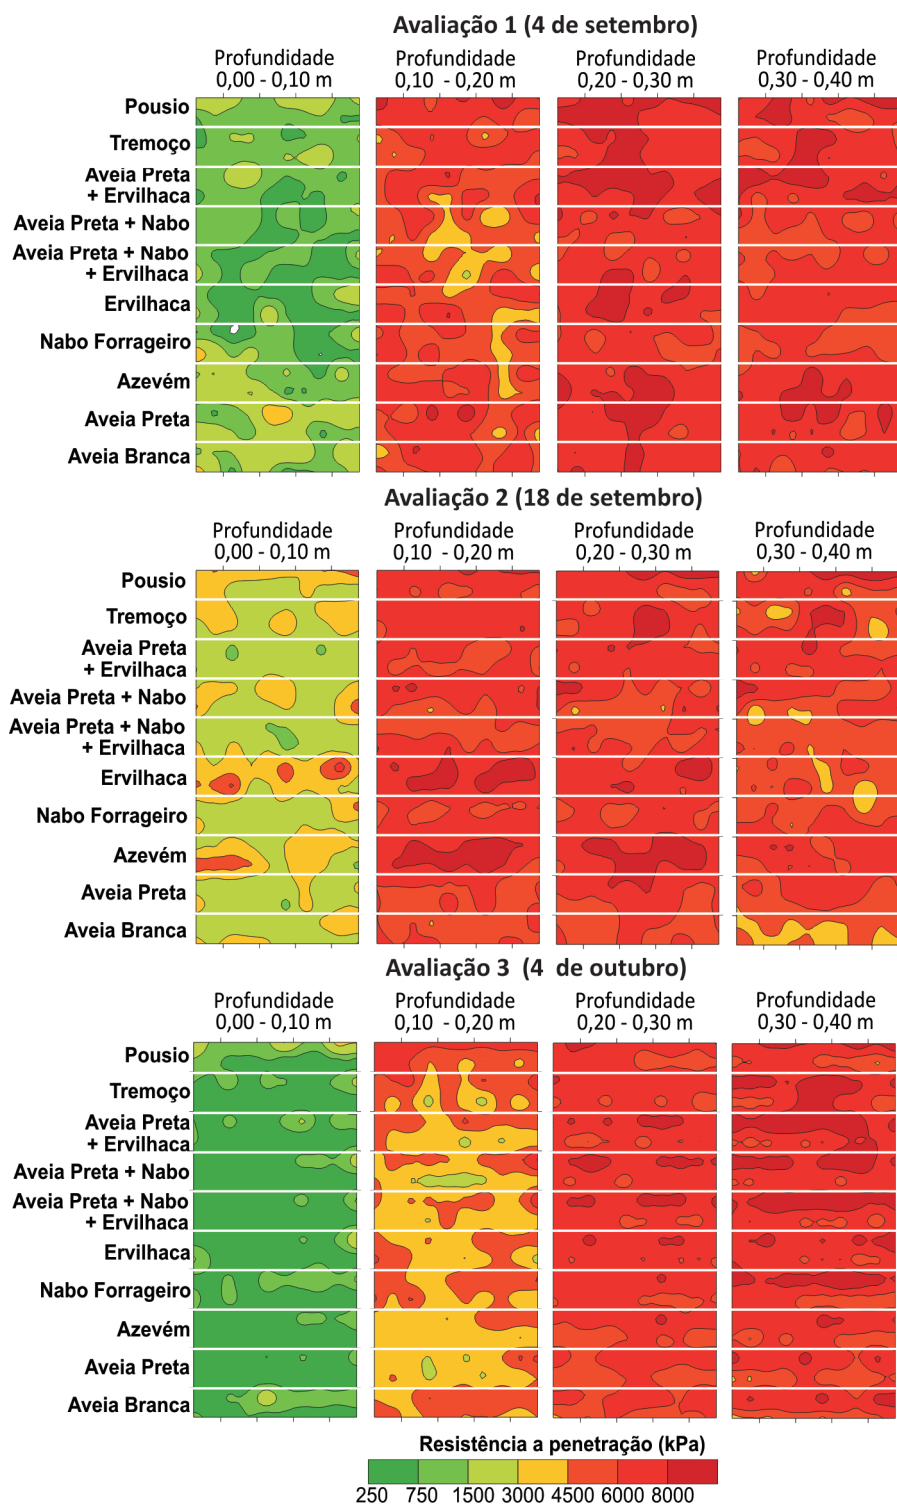 Avaliação 1 (4 de setembro)
Profundidade
0,00 - 0,10 m
Profundidade
0,10 - 0,20 m
Profundidade
0,20 - 0,30 m
Profundidade
0,30 - 0,40 m
Pousio
Tremoço
Aveia Preta
+ Ervilhaca
Aveia Preta + Nabo
Aveia Preta + Nabo
+ Ervilhaca
Ervilhaca
Nabo Forrageiro
Azevém
Aveia Preta
Aveia Branca
Avaliação 2 (18 de setembro)
Profundidade
0,00 - 0,10 m
Profundidade
0,10 - 0,20 m
Profundidade
0,20 - 0,30 m
Profundidade
0,30 - 0,40 m
Pousio
Tremoço
Aveia Preta
+ Ervilhaca
Aveia Preta + Nabo
Aveia Preta + Nabo
+ Ervilhaca
Ervilhaca
Nabo Forrageiro
Azevém
Aveia Preta
Aveia Branca
Avaliação 3 (4 de outubro)
Profundidade
0,00 - 0,10 m
Profundidade
0,10 - 0,20 m
Profundidade
0,20 - 0,30 m
Profundidade
0,30 - 0,40 m
Pousio
Tremoço
Aveia Preta
+ Ervilhaca
Aveia Preta + Nabo
Aveia Preta + Nabo
+ Ervilhaca
Ervilhaca
Nabo Forrageiro
Azevém
Aveia Preta
Aveia Branca
Resistência a penetração (kPa)
250 750 1500 3000 4500 6000 8000